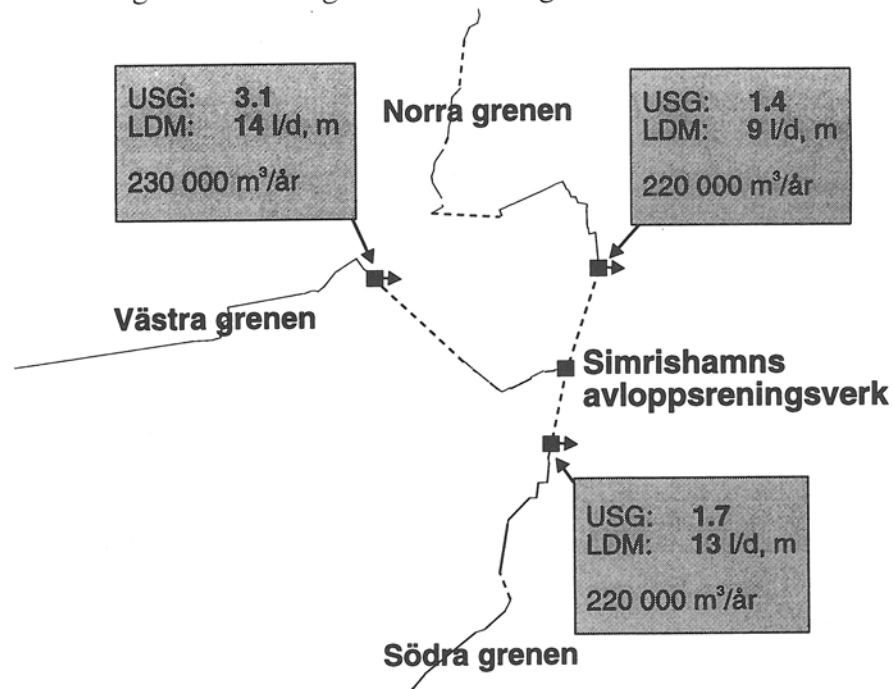 USG: 3.1
LDM: 14 l/d, m
230 000 m³/år
Norra grenen
USG: 1.4
LDM: 9 l/d, m
220 000 m³/år
Västra grenen
Simrishamns
avloppsreningsverk
USG: 1.7
LDM: 13 l/d, m
220 000 m³/år
Södra grenen